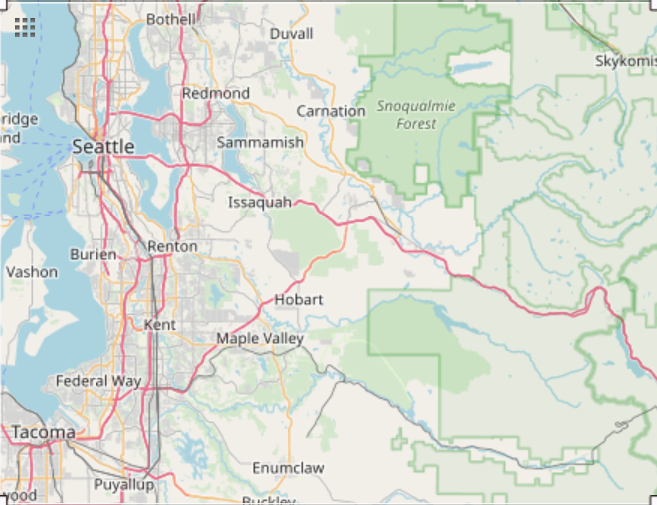 Bothell
Duvall
Skykomis
Redmond
Carnation
Snoqualmie
Forest
ridge
nd
Seattle
Sammamish
Issaquah
Burien
Renton
Vashon
Hobart
Kent
Maple Valley
Federal Way
Tacoma
Enumclaw
Puyallup
wood
Buckley